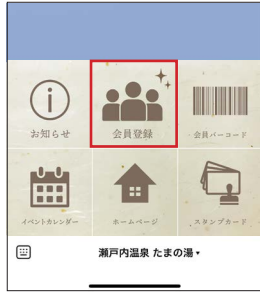 お知らせ
会員登録
会員バーコード
イベントカレンダー
ホームページ
スタンプカード
瀬戸内温泉 たまの湯▾